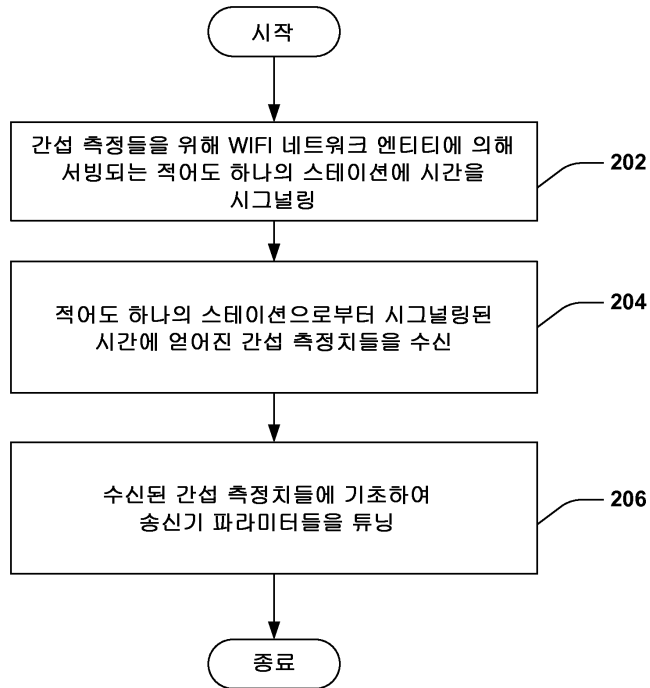 시작
간섭 측정들을 위해 WIFI 네트워크 엔티티에 의해
서빙되는 적어도 하나의 스테이션에 시간을
시그널링
202
적어도 하나의 스테이션으로부터 시그널링된
시간에 얻어진 간섭 측정치들을 수신
204
수신된 간섭 측정치들에 기초하여
송신기 파라미터들을 튜닝
206
종료